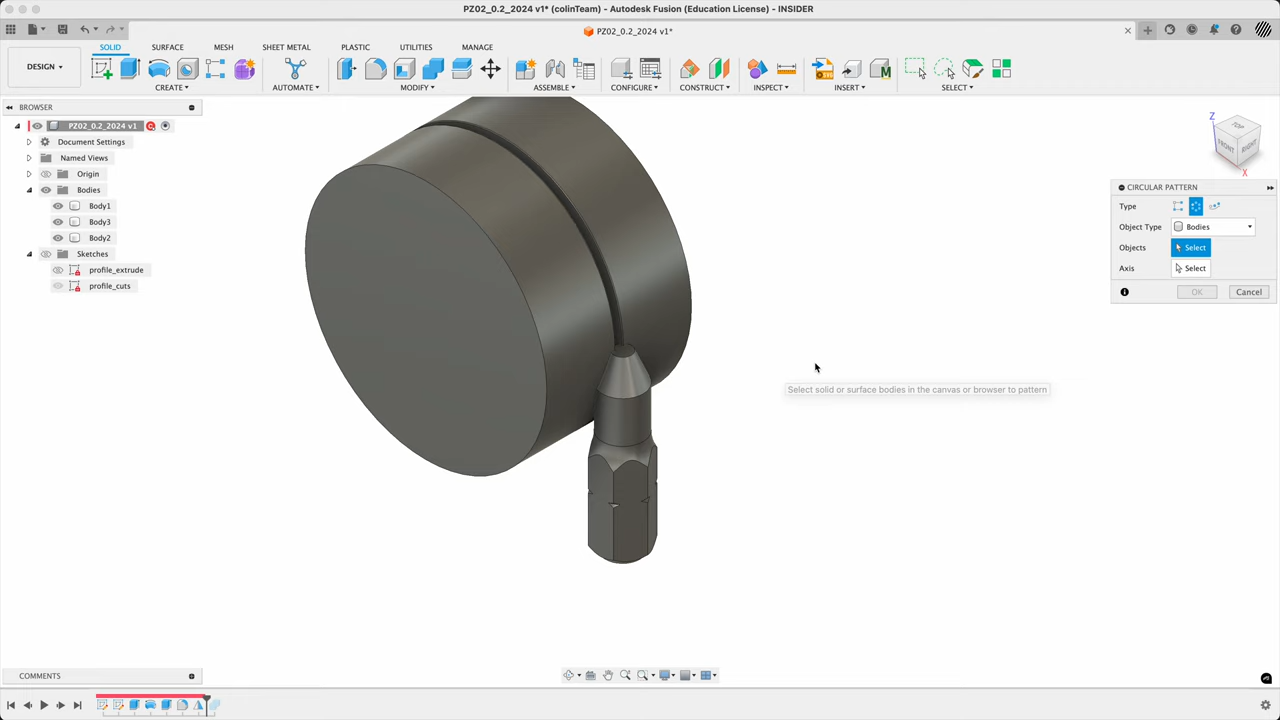 PZ02_0.2_2024 v1* (colinTeam) - Autodesk Fusion (Education License) - INSIDER
PZ02_0.2_2024 v1*
DESIGN
SOLID
SURFACE
MESH
SHEET METAL
PLASTIC
UTILITIES
MANAGE
CREATE
AUTOMATE
MODIFY
ASSEMBLE
CONFIGURE
CONSTRUCT
INSPECT
INSERT
SELECT
BROWSER
PZ02_0.2_2024 v1
Document Settings
Named Views
Origin
Bodies
Body1
Body3
Body2
Sketches
profile_extrude
profile_cuts
Z
TOP
FRONT
RIGHT
X
CIRCULAR PATTERN
Type
Object Type
Bodies
Objects
Select
Axis
Select
OK
Cancel
Select solid or surface bodies in the canvas or browser to pattern
COMMENTS